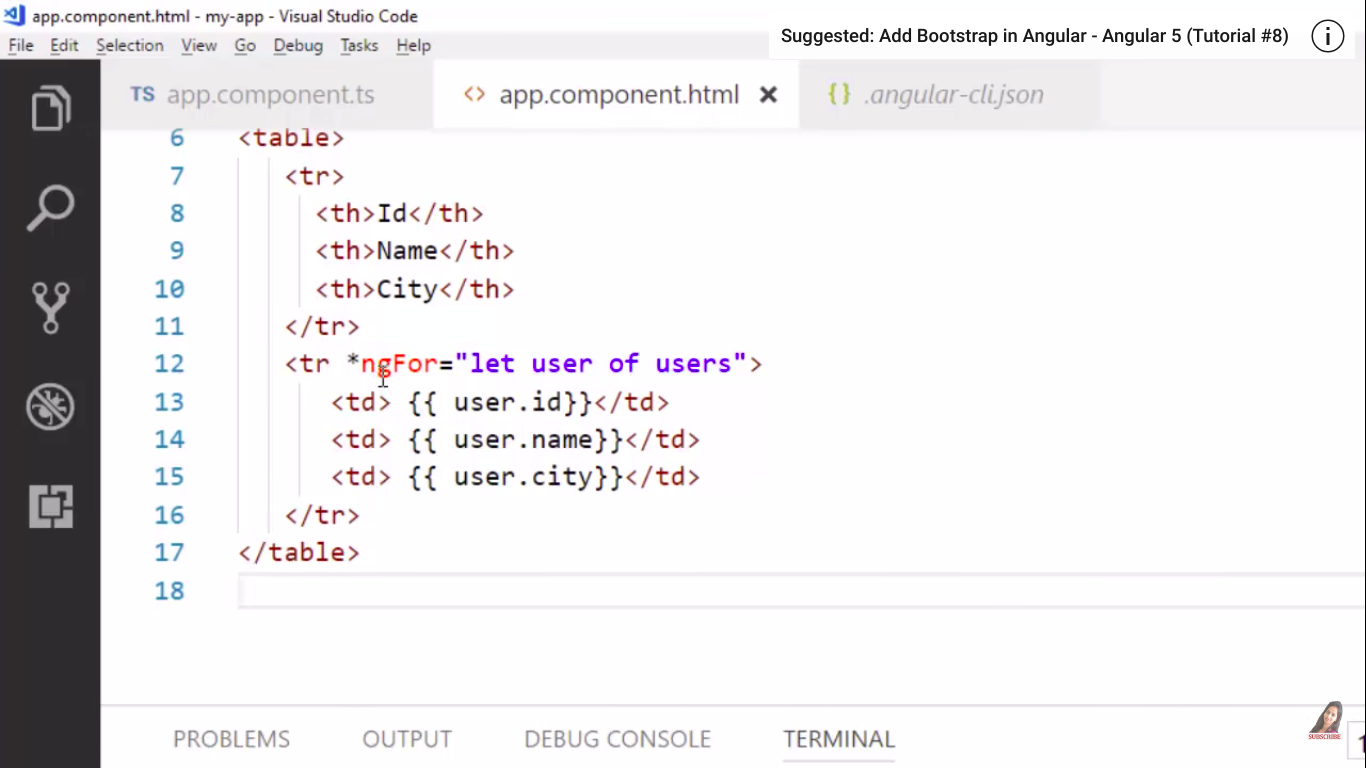 app.component.html - my-app - Visual Studio Code
File Edit Selection View Go Debug Tasks Help
Suggested: Add Bootstrap in Angular - Angular 5 (Tutorial #8)
TS app.component.ts <> app.component.html {} .angular-cli.json
6 <table>
7 <tr>
8 <th>Id</th>
9 <th>Name</th>
10 <th>City</th>
11 </tr>
12 <tr *ngFor="let user of users">
13 <td> {{ user.id}}</td>
14 <td> {{ user.name}}</td>
15 <td> {{ user.city}}</td>
16 </tr>
17 </table>
18
SUBSCRIBE
PROBLEMS OUTPUT DEBUG CONSOLE TERMINAL 1